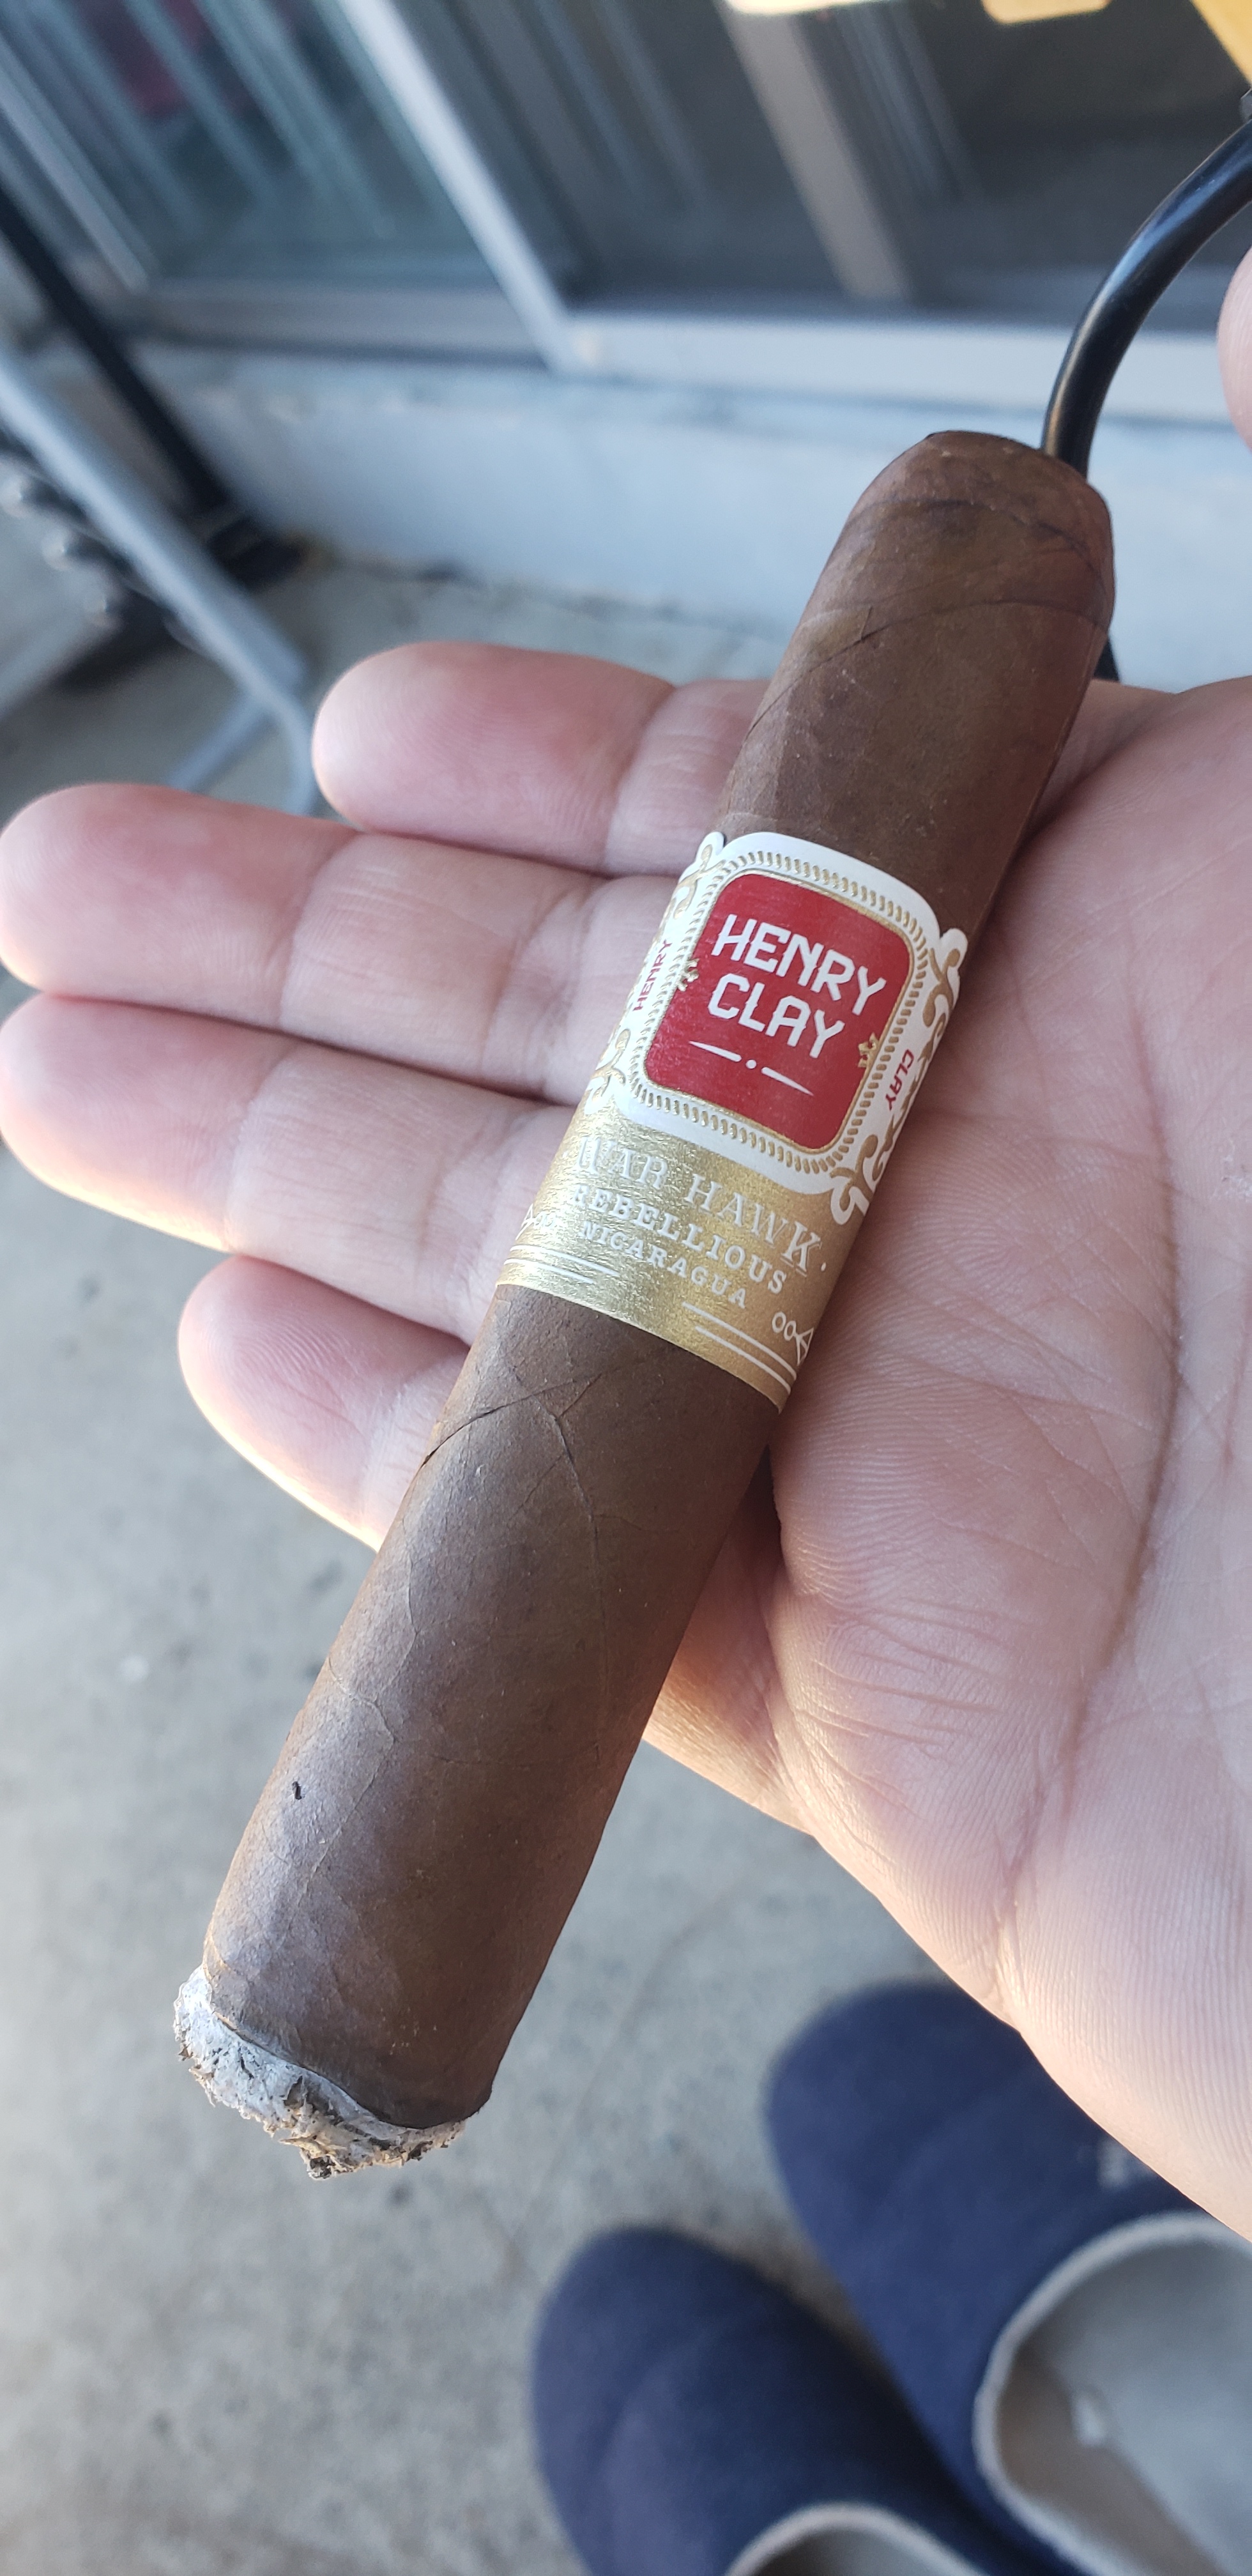 HENRY
CLAY
HENRY
CLAY
WAR HAWK
REBELLIOUS
NICARAGUA